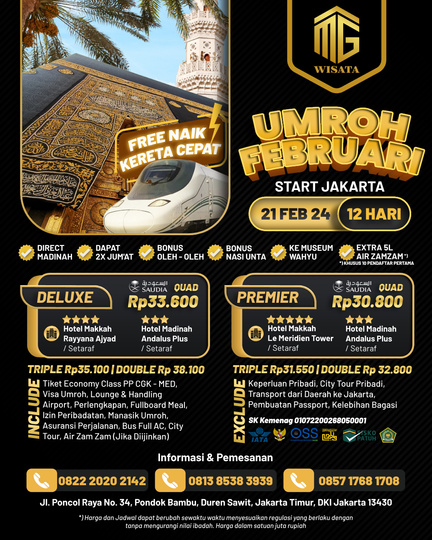 MG
WISATA
FREE NAIK
KERETA CEPAT
UMROH
FEBRUARI
START JAKARTA
21 FEB 24 12 HARI
DIRECT
MADINAH
DAPAT
2X JUM'AT
BONUS
OLEH - OLEH
BONUS
NASI UNTA
KE MUSEUM
WAHYU
EXTRA 5L
AIR ZAMZAM*)
*) KHUSUS 10 PENDAFTAR PERTAMA
DELUXE
السعودية
SAUDIA
QUAD
Rp33.600
Hotel Makkah
Rayyana Ajyad
/ Setaraf
Hotel Madinah
Andalus Plus
/ Setaraf
TRIPLE Rp35.100 | DOUBLE Rp 38.100
PREMIER
السعودية
SAUDIA
QUAD
Rp30.800
Hotel Makkah
Le Meridien Tower
/ Setaraf
Hotel Madinah
Andalus Plus
/ Setaraf
TRIPLE Rp31.550 | DOUBLE Rp 32.800
INCLUDE
Tiket Economy Class PP CGK - MED,
Visa Umroh, Lounge & Handling
Airport, Perlengkapan, Fullboard Meal,
Izin Peribadatan, Manasik Umroh,
Asuransi Perjalanan, Bus Full AC, City
Tour, Air Zam Zam (Jika Diijinkan)
EXCLUDE
Keperluan Pribadi, City Tour Pribadi,
Transport dari Daerah ke Jakarta,
Pembuatan Passport, Kelebihan Bagasi
SK Kemenag 01072200268050001
IATA
OSS
SISKO
PATUH
Informasi & Pemesanan
0822 2020 2142
0813 8538 3939
0857 1768 1708
Jl. Poncol Raya No. 34, Pondok Bambu, Duren Sawit, Jakarta Timur, DKI Jakarta 13430
*) Harga dan Jadwal dapat berubah sewaktu waktu menyesuaikan regulasi yang berlaku dengan
tanpa mengurangi nilai ibadah. Harga dalam satuan juta rupiah